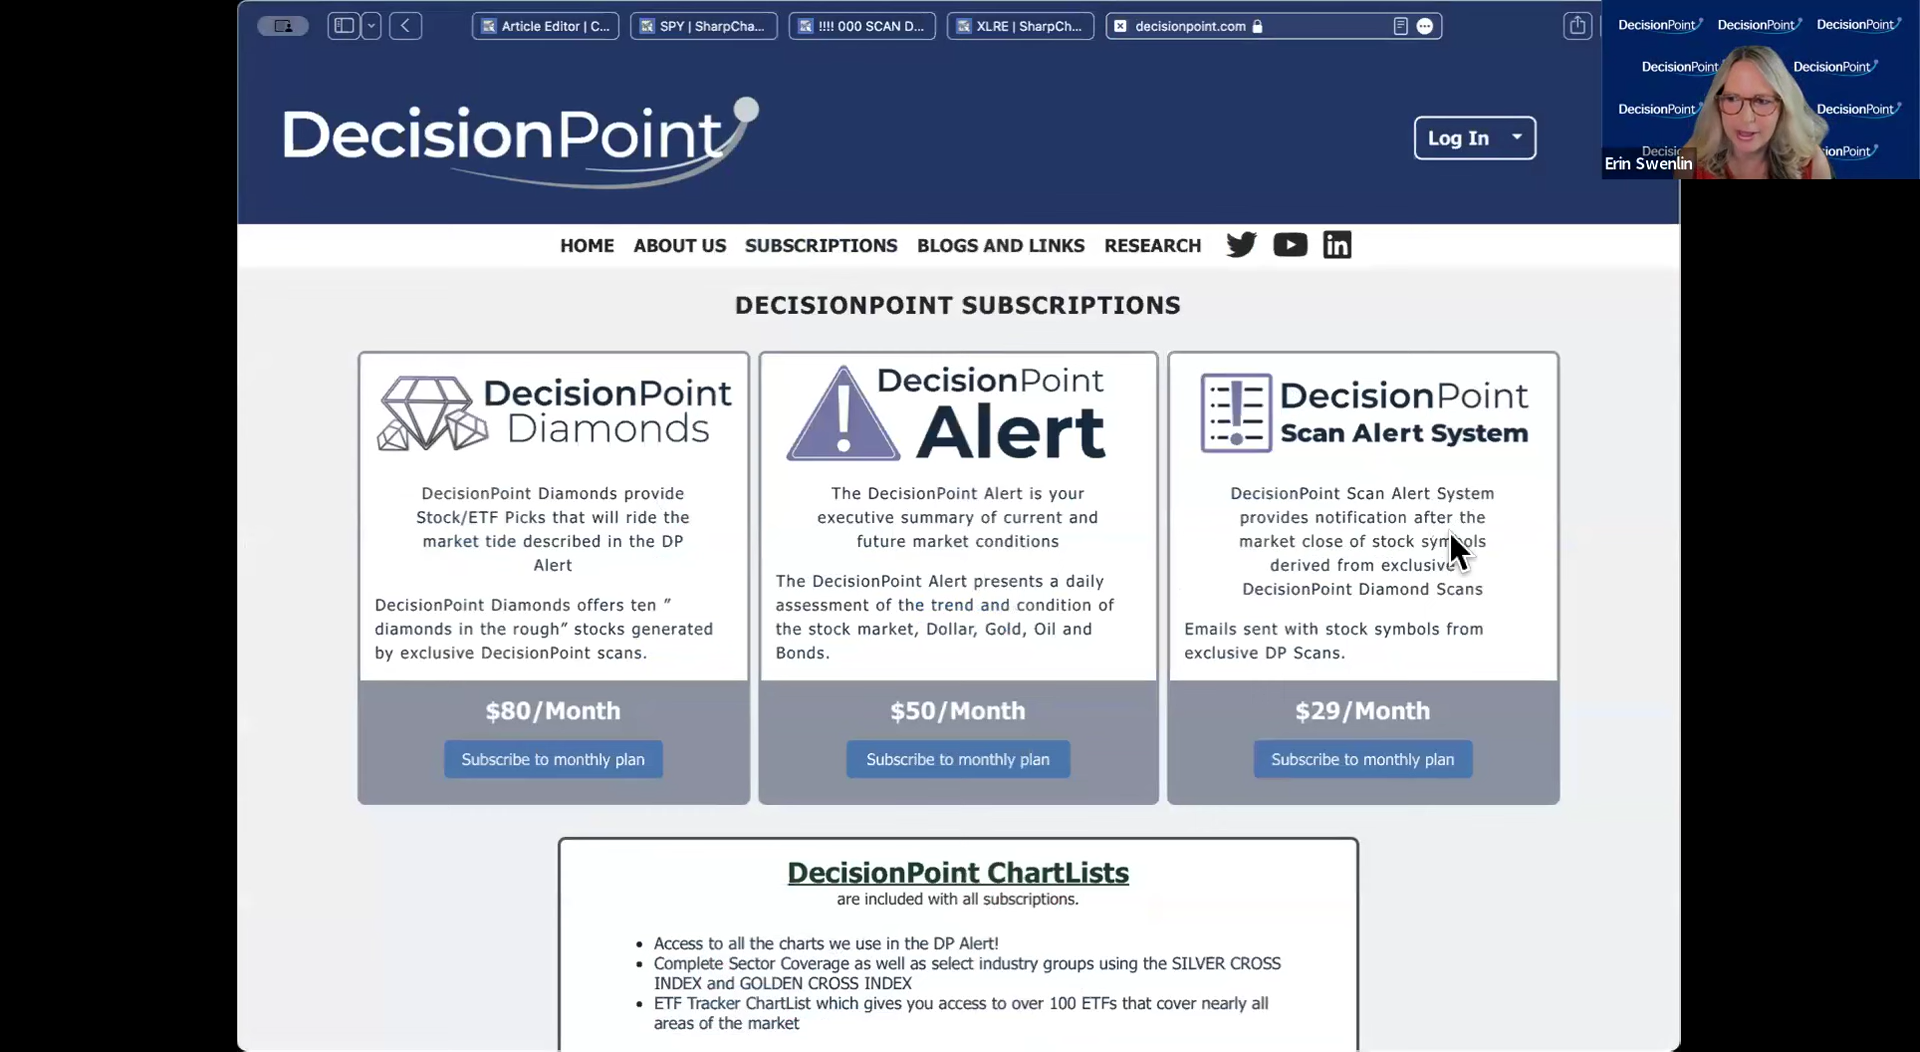 Article Editor | C...
SPY | SharpCha...
!!!! 000 SCAN D...
XLRE | SharpCh...
decisionpoint.com
DecisionPoint
Log In
DecisionPoint DecisionPoint DecisionPoint
DecisionPoint DecisionPoint
DecisionPoint DecisionPoint
Erin Swenlin
HOME ABOUT US SUBSCRIPTIONS BLOGS AND LINKS RESEARCH
DECISIONPOINT SUBSCRIPTIONS
DecisionPoint
Diamonds
DecisionPoint Diamonds provide
Stock/ETF Picks that will ride the
market tide described in the DP
Alert
DecisionPoint Diamonds offers ten ”
diamonds in the rough” stocks generated
by exclusive DecisionPoint scans.
$80/Month
Subscribe to monthly plan
DecisionPoint
Alert
The DecisionPoint Alert is your
executive summary of current and
future market conditions
The DecisionPoint Alert presents a daily
assessment of the trend and condition of
the stock market, Dollar, Gold, Oil and
Bonds.
$50/Month
Subscribe to monthly plan
DecisionPoint
Scan Alert System
DecisionPoint Scan Alert System
provides notification after the
market close of stock symbols
derived from exclusive
DecisionPoint Diamond Scans
Emails sent with stock symbols from
exclusive DP Scans.
$29/Month
Subscribe to monthly plan
DecisionPoint ChartLists
are included with all subscriptions.
Access to all the charts we use in the DP Alert!
Complete Sector Coverage as well as select industry groups using the SILVER CROSS
INDEX and GOLDEN CROSS INDEX
ETF Tracker ChartList which gives you access to over 100 ETFs that cover nearly all
areas of the market